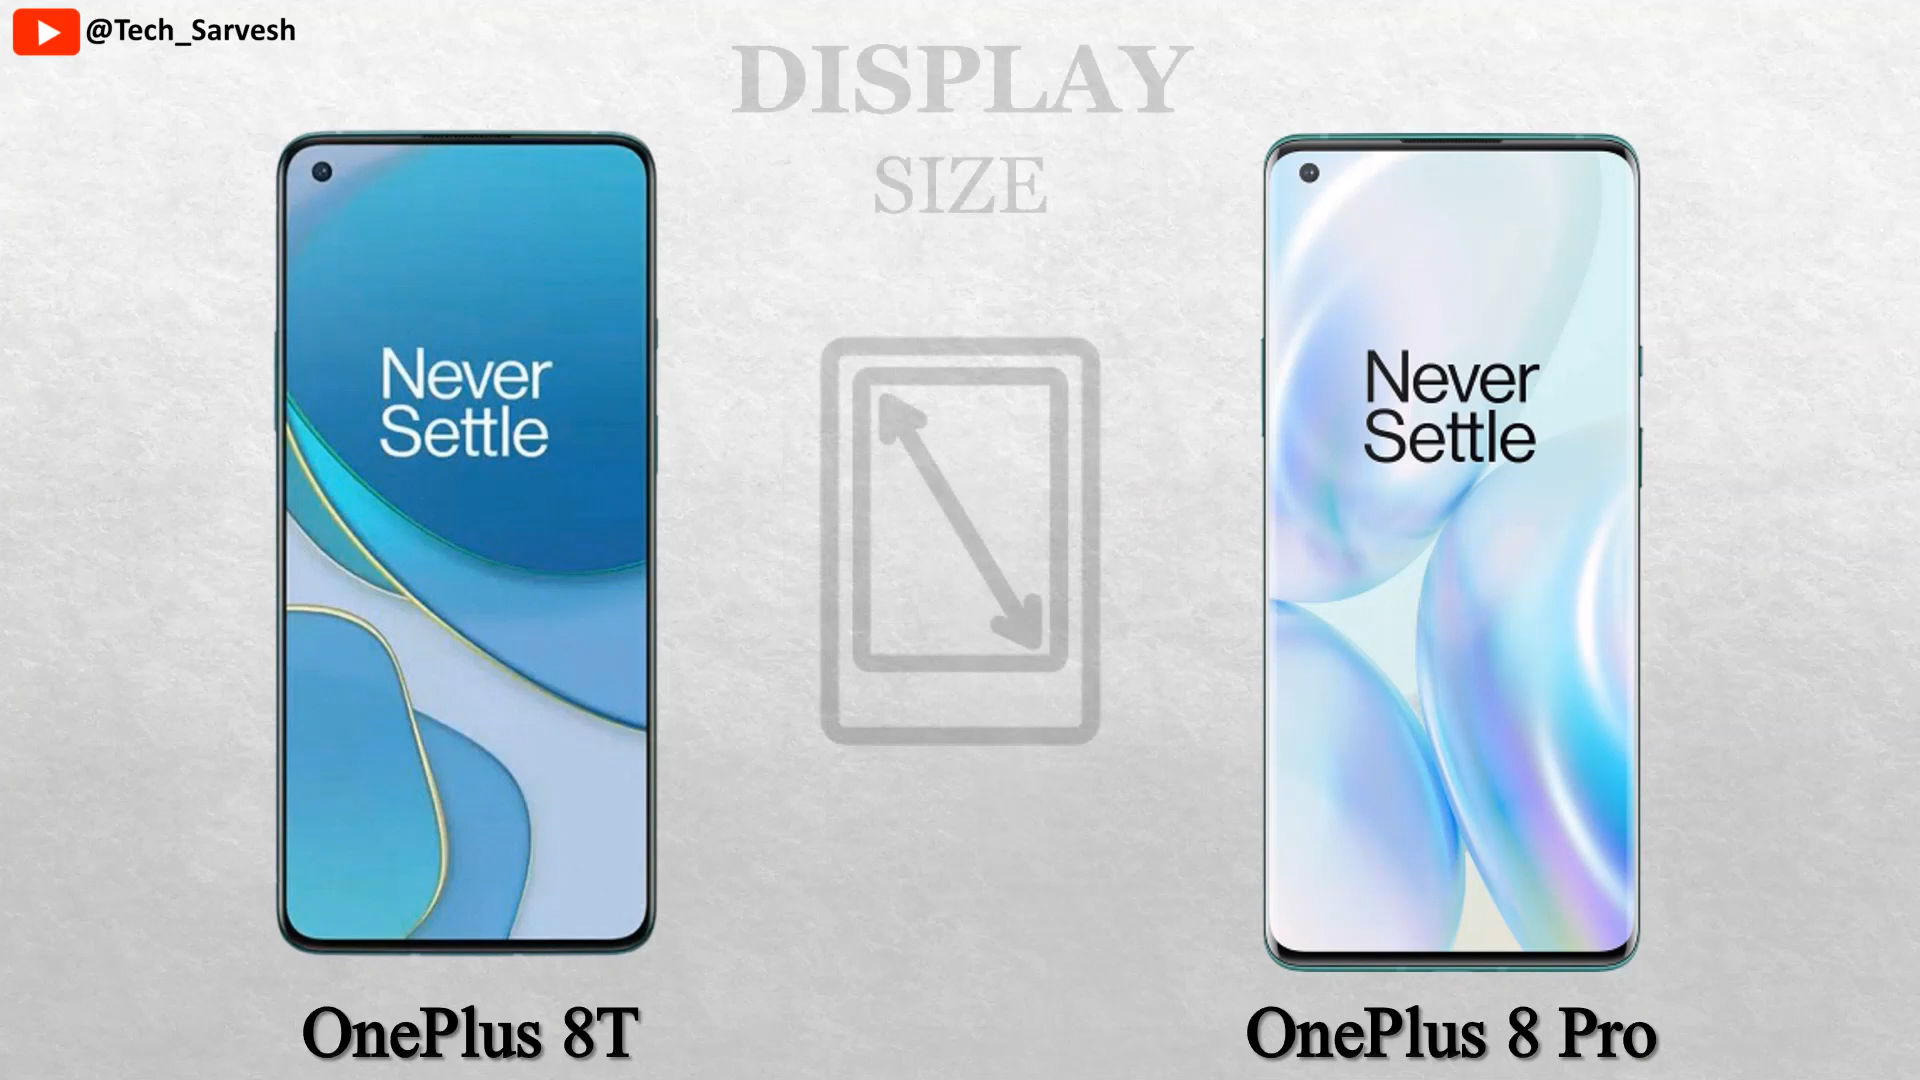 @Tech_Sarvesh
DISPLAY
SIZE
Never
Settle
Never
Settle
OnePlus 8T
OnePlus 8 Pro